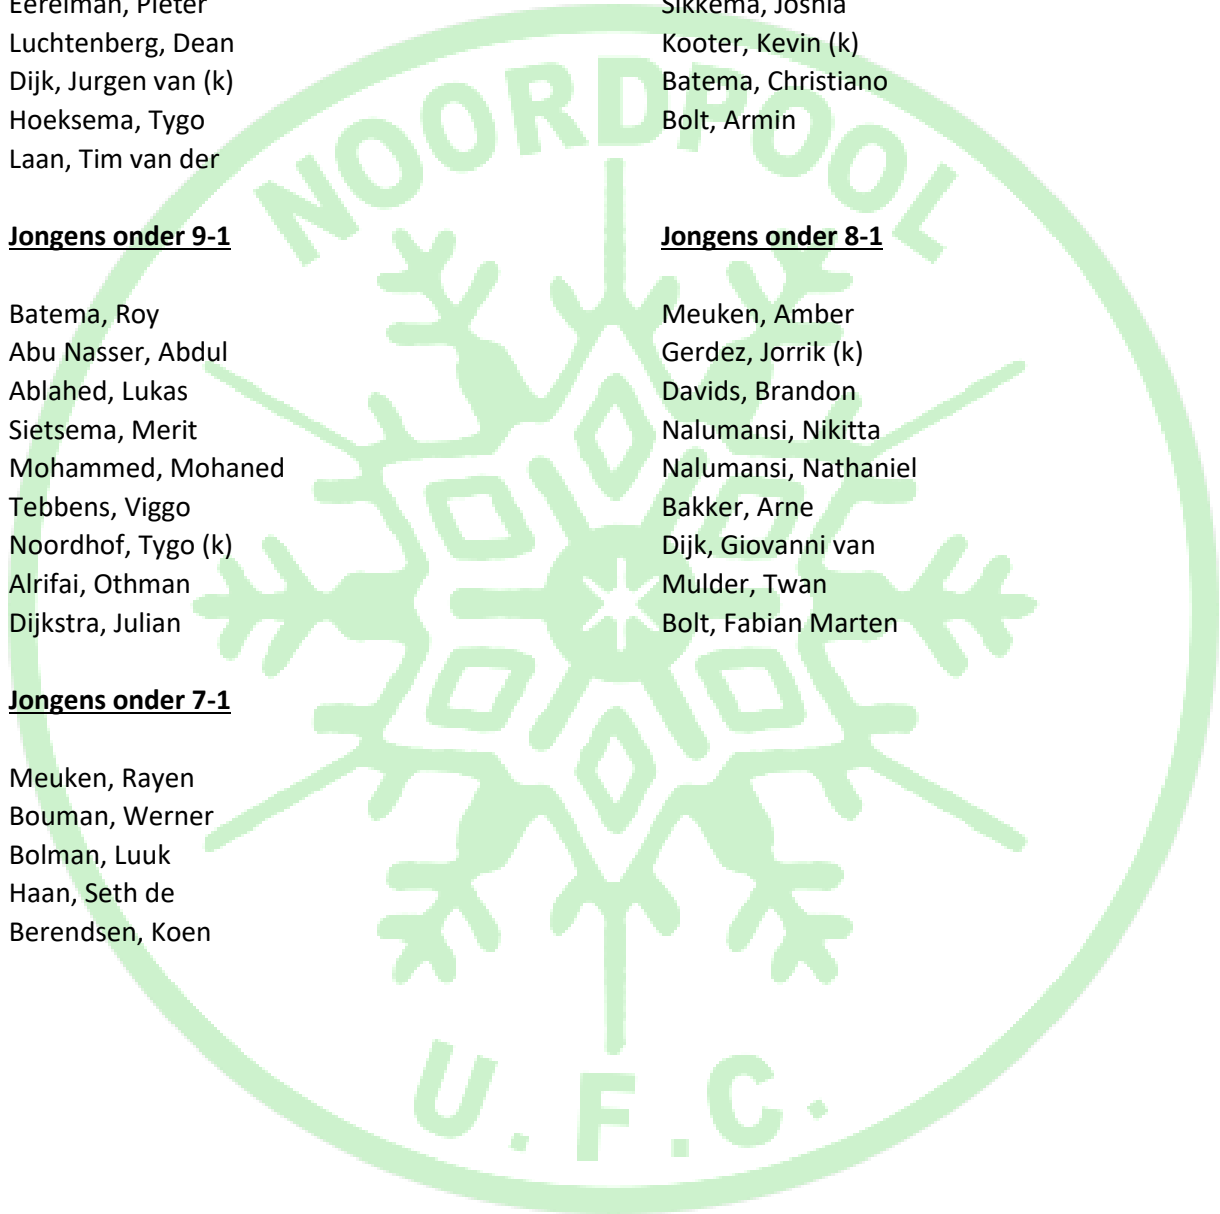 Eerelman, Pieter
Luchtenberg, Dean
Dijk, Jurgen van (k)
Hoeksema, Tygo
Laan, Tim van der
Sikkema, Joshia
Kooter, Kevin (k)
Batema, Christiano
Bolt, Armin
Jongens onder 9-1
Batema, Roy
Abu Nasser, Abdul
Ablahed, Lukas
Sietsema, Merit
Mohammed, Mohaned
Tebbens, Viggo
Noordhof, Tygo (k)
Alrifai, Othman
Dijkstra, Julian
Jongens onder 8-1
Meuken, Amber
Gerdez, Jorrik (k)
Davids, Brandon
Nalumansi, Nikitta
Nalumansi, Nathaniel
Bakker, Arne
Dijk, Giovanni van
Mulder, Twan
Bolt, Fabian Marten
Jongens onder 7-1
Meuken, Rayen
Bouman, Werner
Bolman, Luuk
Haan, Seth de
Berendsen, Koen
NOORDPOOL
U.F.C.